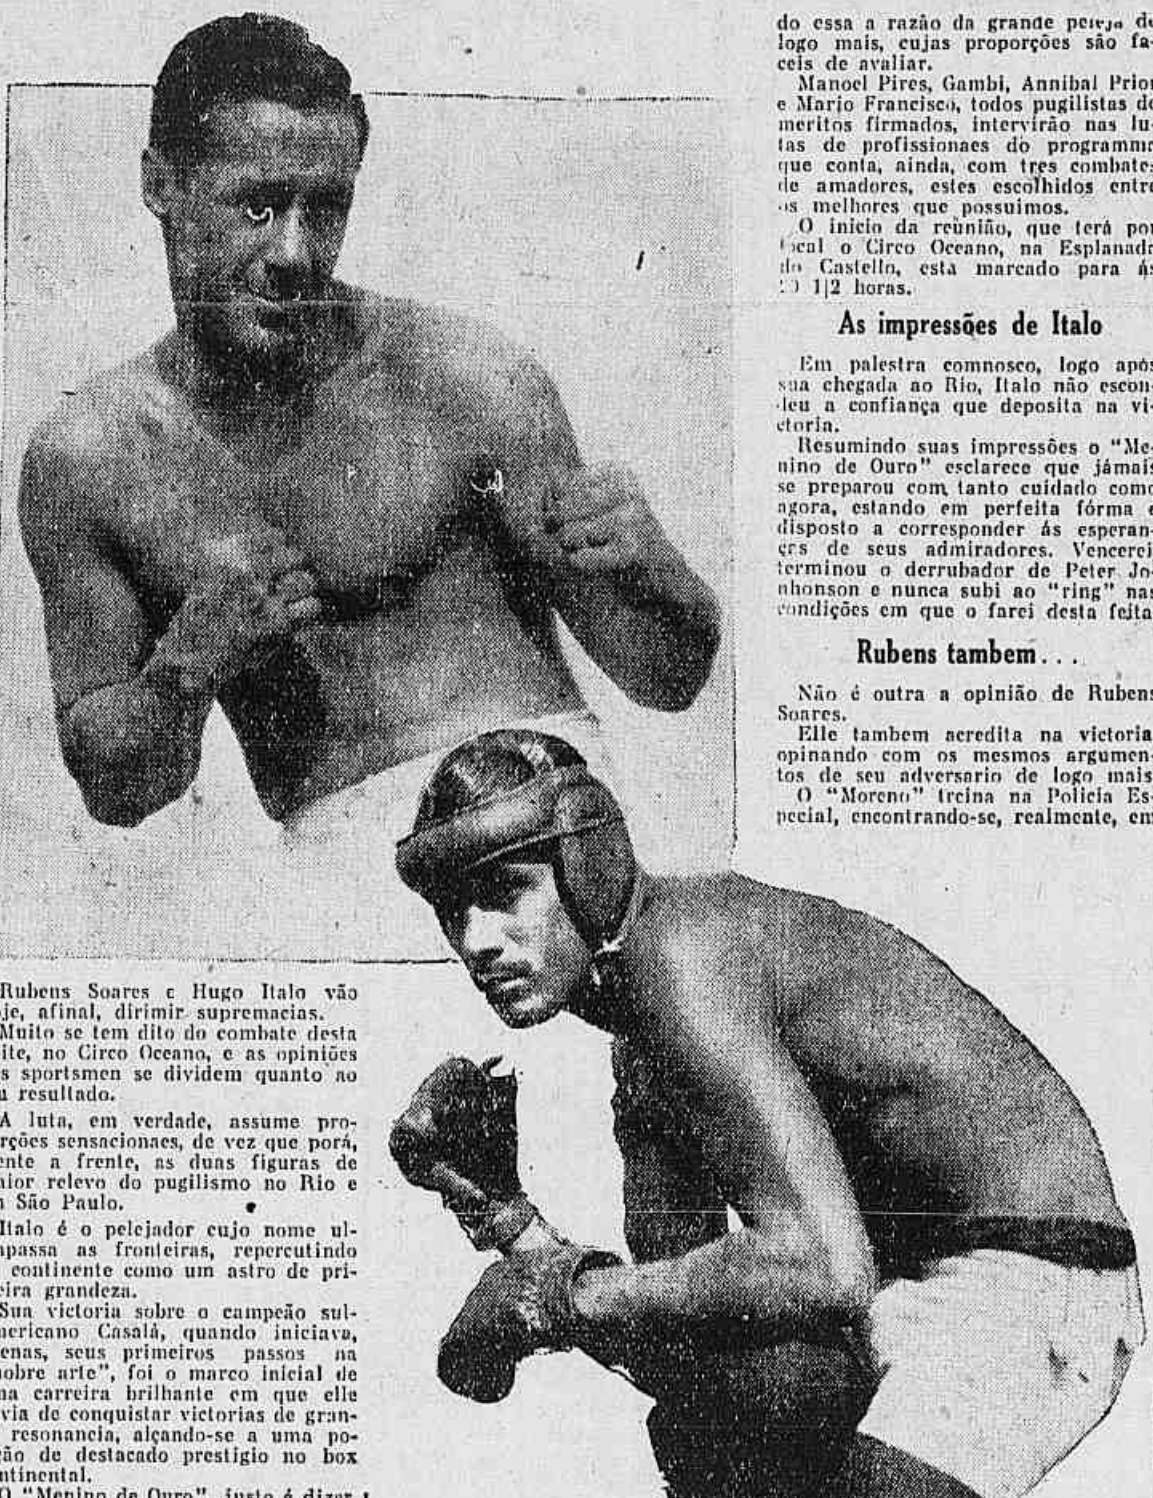 do essa a razão da grande peleja de
logo mais, cujas proporções são fa-
ceis de avaliar.
Manoel Pires, Gambi, Annibal Prior
e Mario Francisco, todos pugilistas de
meritos firmados, intervirão nas lu-
tas de profissionaes do programma
que conta, ainda, com tres combates
de amadores, estes escolhidos entre
os melhores que possuimos.
O inicio da reunião, que terá por
local o Circo Oceano, na Esplanada
do Castello, está marcado para ás
1|2 horas.
As impressões de Italo
Em palestra comnosco, logo após
sua chegada ao Rio, Italo não escon-
deu a confiança que deposita na vi-
ctoria.
Resumindo suas impressões o "Me-
nino de Ouro" esclarece que jámais
se preparou com tanto cuidado como
agora, estando em perfeita fórma e
disposto a corresponder ás esperan-
ças de seus admiradores. Vencerei
terminou o derrubador de Peter Jo-
nhonson e nunca subi ao "ring" nas
condições em que o farei desta feita
Rubens tambem...
Não é outra a opinião de Rubens
Soares.
Elle tambem acredita na victoria
opinando com os mesmos argumen-
tos de seu adversario de logo mais
O "Moreno" treina na Policia Es-
pecial, encontrando-se, realmente, em
Rubens Soares e Hugo Italo vão
je, afinal, dirimir supremacias.
Muito se tem dito do combate desta
ite, no Circo Oceano, e as opiniões
s sportsmen se dividem quanto ao
u resultado.
A luta, em verdade, assume pro-
rções sensacionaes, de vez que porá,
ente a frente, as duas figuras de
aior relevo do pugilismo no Rio e
São Paulo.
Italo é o pelejador cujo nome ul-
apassa as fronteiras, repercutindo
continente como um astro de pri-
eira grandeza.
Sua victoria sobre o campeão sul-
mericano Casalá, quando iniciava,
enas, seus primeiros passos na
nobre arte", foi o marco inicial de
na carreira brilhante em que elle
via de conquistar victorias de gran-
resonancia, alçando-se a uma po-
ção de destacado prestigio no box
ntinental.
O "Menino de Ouro", justo é dizer